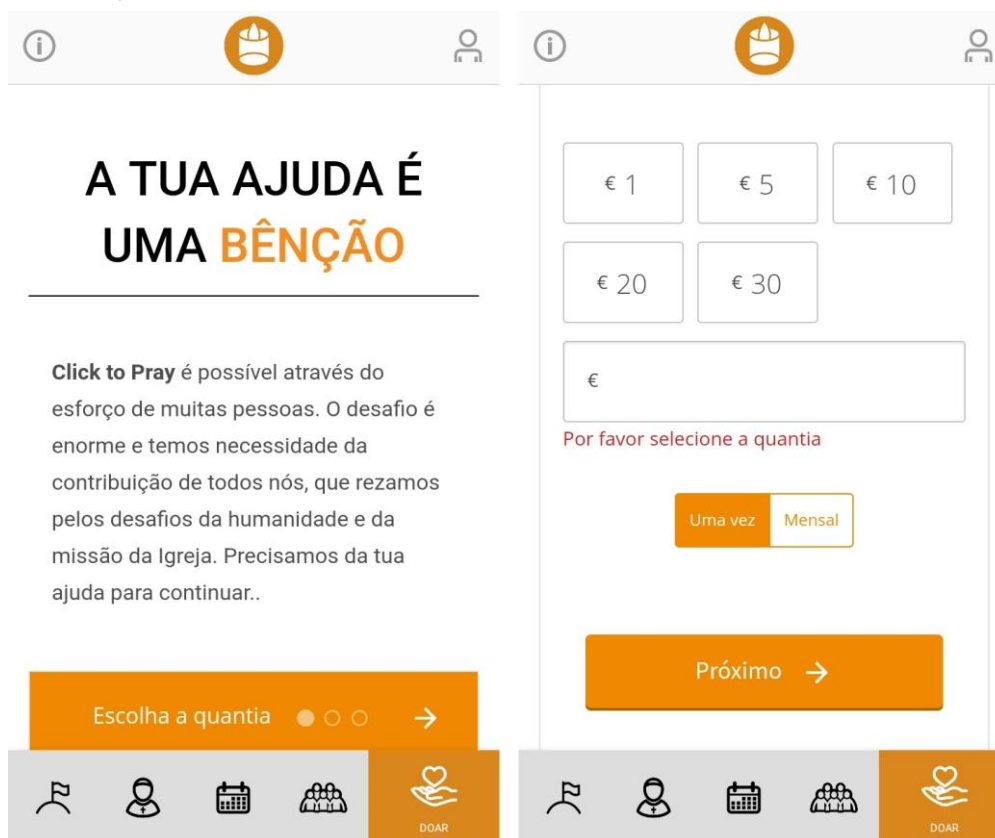 A TUA AJUDA É
UMA BÊNÇÃO
Click to Pray é possível através do
esforço de muitas pessoas. O desafio é
enorme e temos necessidade da
contribuição de todos nós, que rezamos
pelos desafios da humanidade e da
missão da Igreja. Precisamos da tua
ajuda para continuar..
Escolha a quantia
DOAR
€ 1
€ 5
€ 10
€ 20
€ 30
€
Por favor selecione a quantia
Uma vez
Mensal
Próximo
DOAR